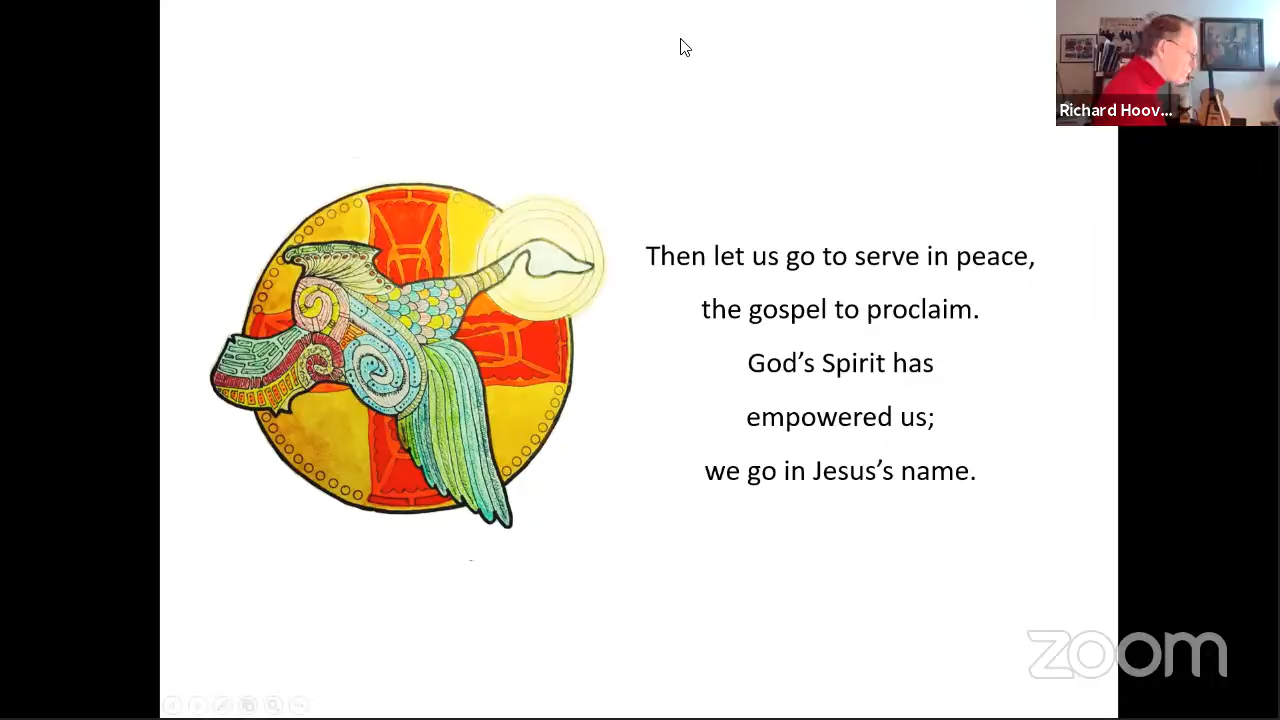 Richard Hoov...
Then let us go to serve in peace,
the gospel to proclaim.
God’s Spirit has
empowered us;
we go in Jesus’s name.
zoom